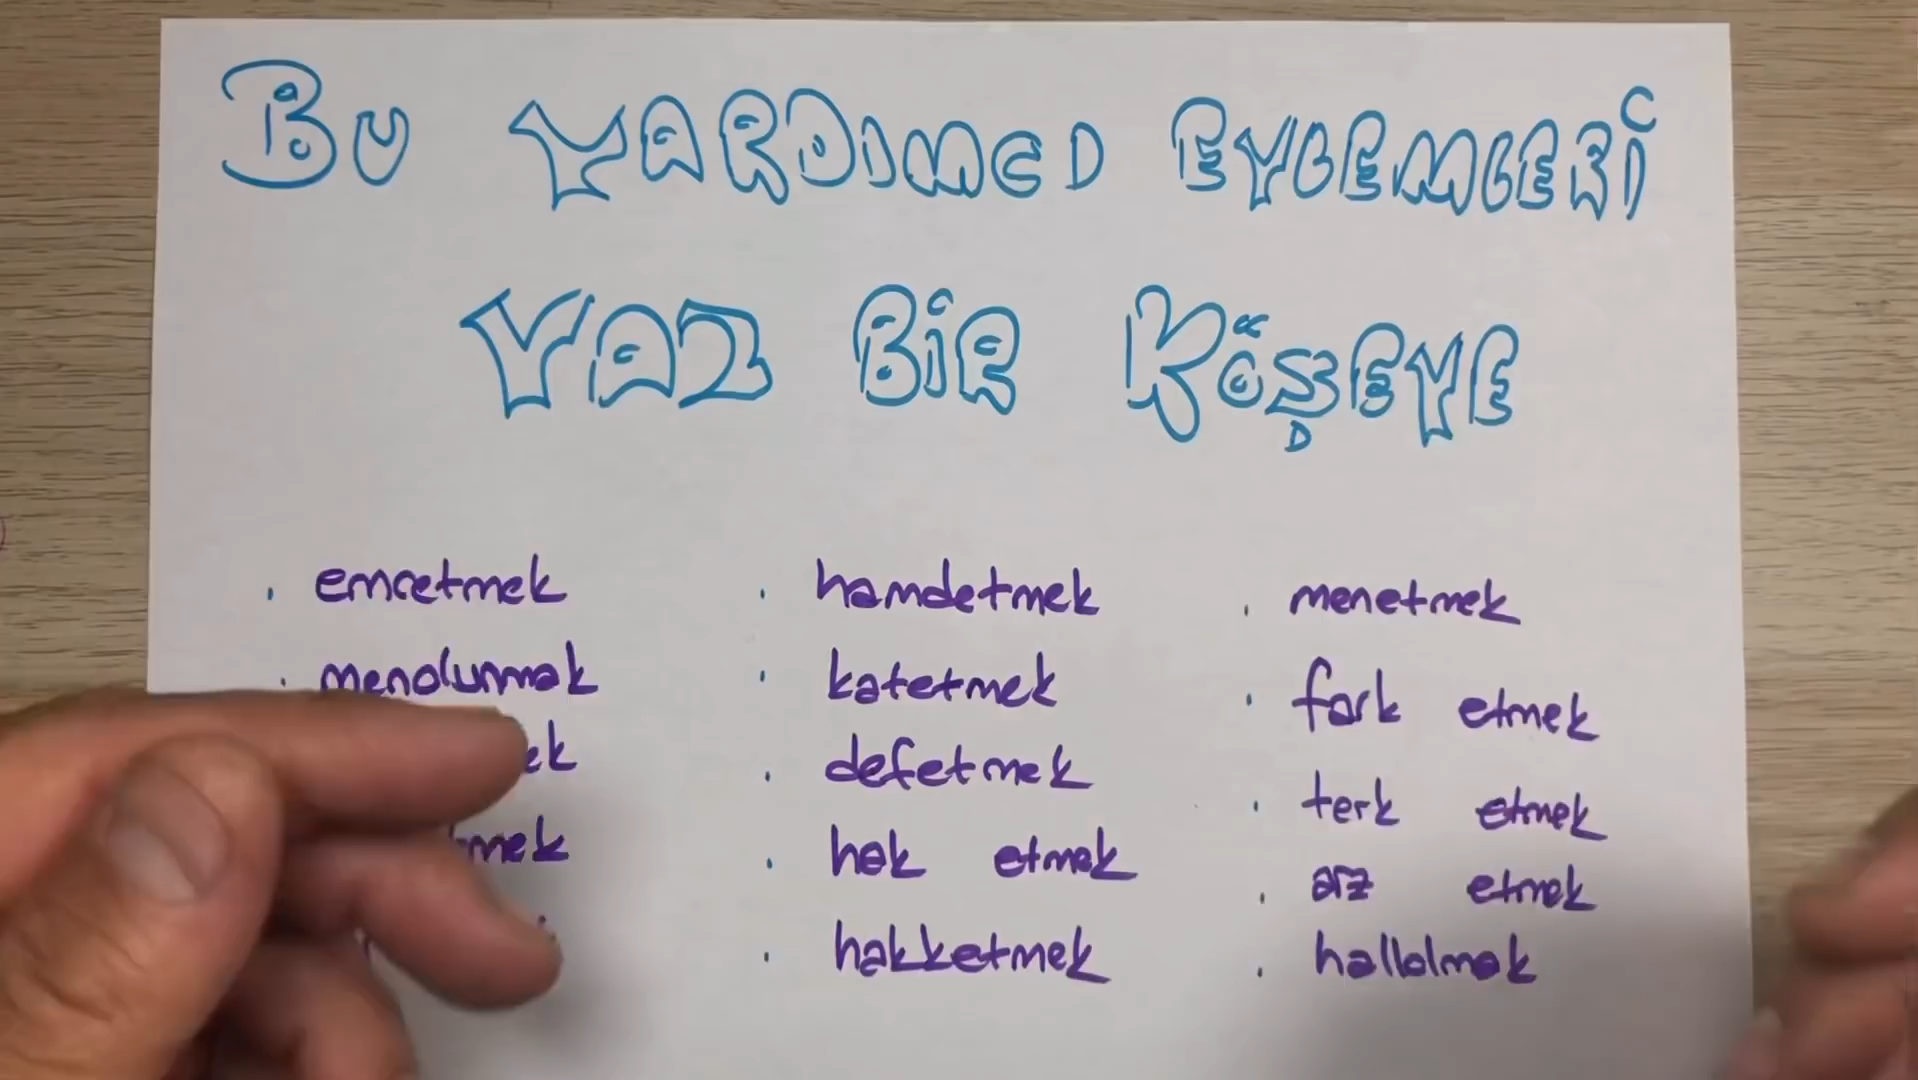 BU YARDIMCI EYLEMLERİ
YAZ BİR KÖŞEYE
. emretmek
. menolunmak
. hamdetmek
. katetmek
. defetmek
. hak etmek
. hakketmek
. menetmek
. fark etmek
. terk etmek
. arz etmek
. hallolmak